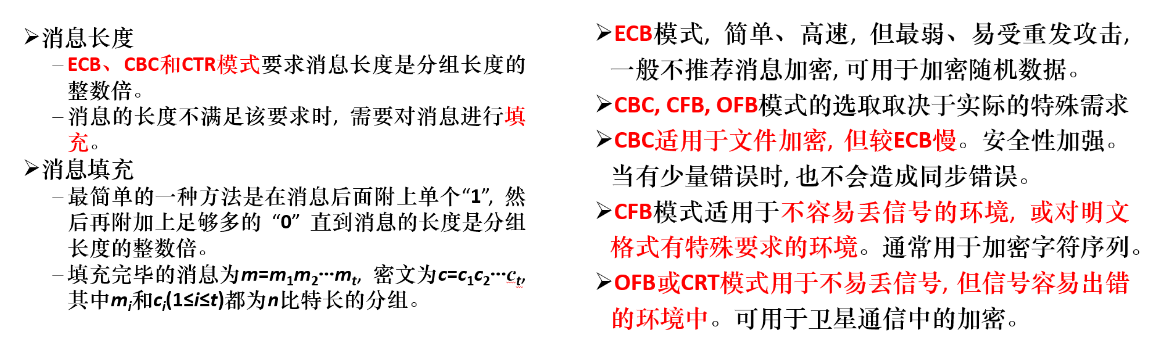 ➢消息长度
–ECB、CBC和CTR模式要求消息长度是分组长度的
整数倍。
–消息的长度不满足该要求时, 需要对消息进行填
充。
➢消息填充
–最简单的一种方法是在消息后面附上单个“1”, 然
后再附加上足够多的 “0” 直到消息的长度是分组
长度的整数倍。
–填充完毕的消息为m=m₁m₂···mₜ, 密文为c=c₁c₂···cₜ,
其中mᵢ和cᵢ(1≤i≤t)都为n比特长的分组。
➢ECB模式, 简单、高速, 但最弱、易受重发攻击,
一般不推荐消息加密, 可用于加密随机数据。
➢CBC, CFB, OFB模式的选取取决于实际的特殊需求
➢CBC适用于文件加密, 但较ECB慢。安全性加强。
当有少量错误时, 也不会造成同步错误。
➢CFB模式适用于不容易丢信号的环境, 或对明文
格式有特殊要求的环境。通常用于加密字符序列。
➢OFB或CRT模式用于不易丢信号, 但信号容易出错
的环境中。可用于卫星通信中的加密。